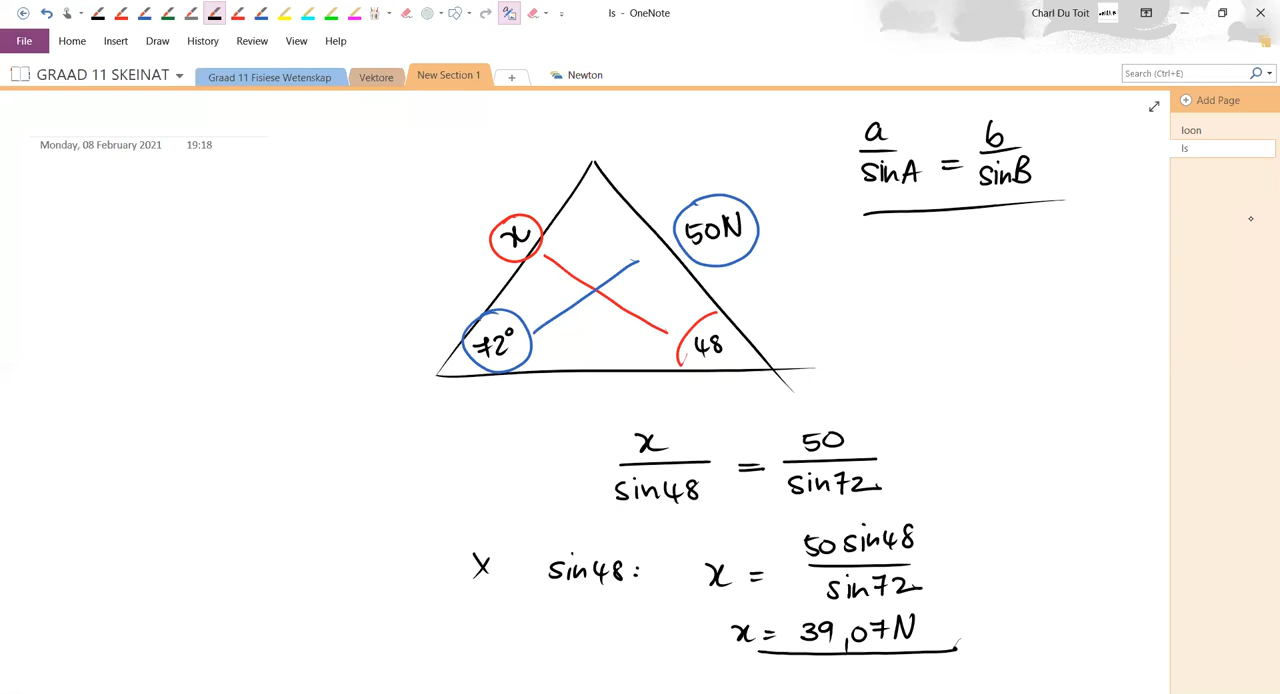 ls - OneNote
Charl Du Toit
File Home Insert Draw History Review View Help
GRAAD 11 SKEINAT
Graad 11 Fisiese Wetenskap
Vektore
New Section 1
Newton
Search (Ctrl+E)
Add Page
loon
ls
Monday, 08 February 2021 19:18
a / sinA = b / sinB
x
50N
72°
48
x / sin48 = 50 / sin72
x sin48: x = 50 sin48 / sin72
x = 39,07N